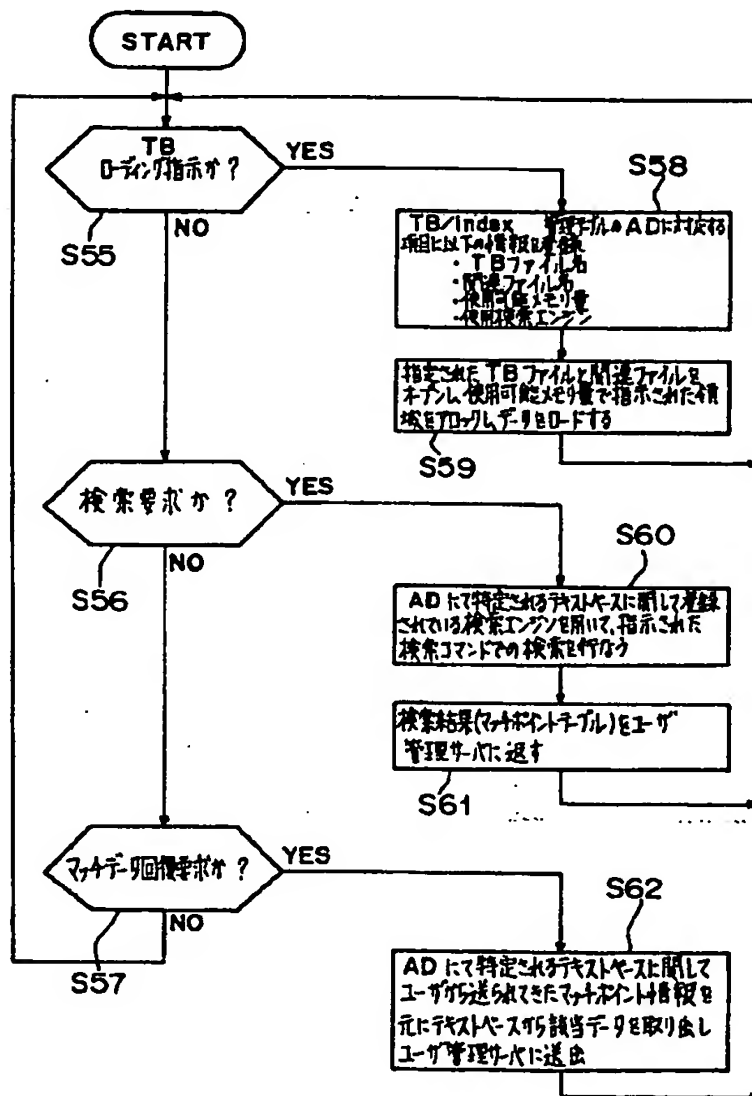 START
TB
ローディング指示か?
YES
NO
S55
S58
TB/Index 管理テーブルのADに対応する
項目に以下の情報を登録
・TBファイル名
・関連ファイル名
・使用可能メモリ量
・使用検索エンジン
指定されたTBファイルと関連ファイルを
オープンし、使用可能メモリ量で指示された領
域をブロックし、データをロードする
S59
検索要求か?
YES
NO
S56
S60
ADにて特定されるテキストベースに関して登録
されている検索エンジンを用いて、指示された
検索コマンドでの検索を行なう
検索結果(マッチポイントテーブル)をユーザ
管理サーバに返す
S61
マッチデータ回復要求か?
YES
NO
S57
S62
ADにて特定されるテキストベースに関して
ユーザから送られてきたマッチポイント情報を
元にテキストベースから該当データを取り出し
ユーザ管理サーバに送出